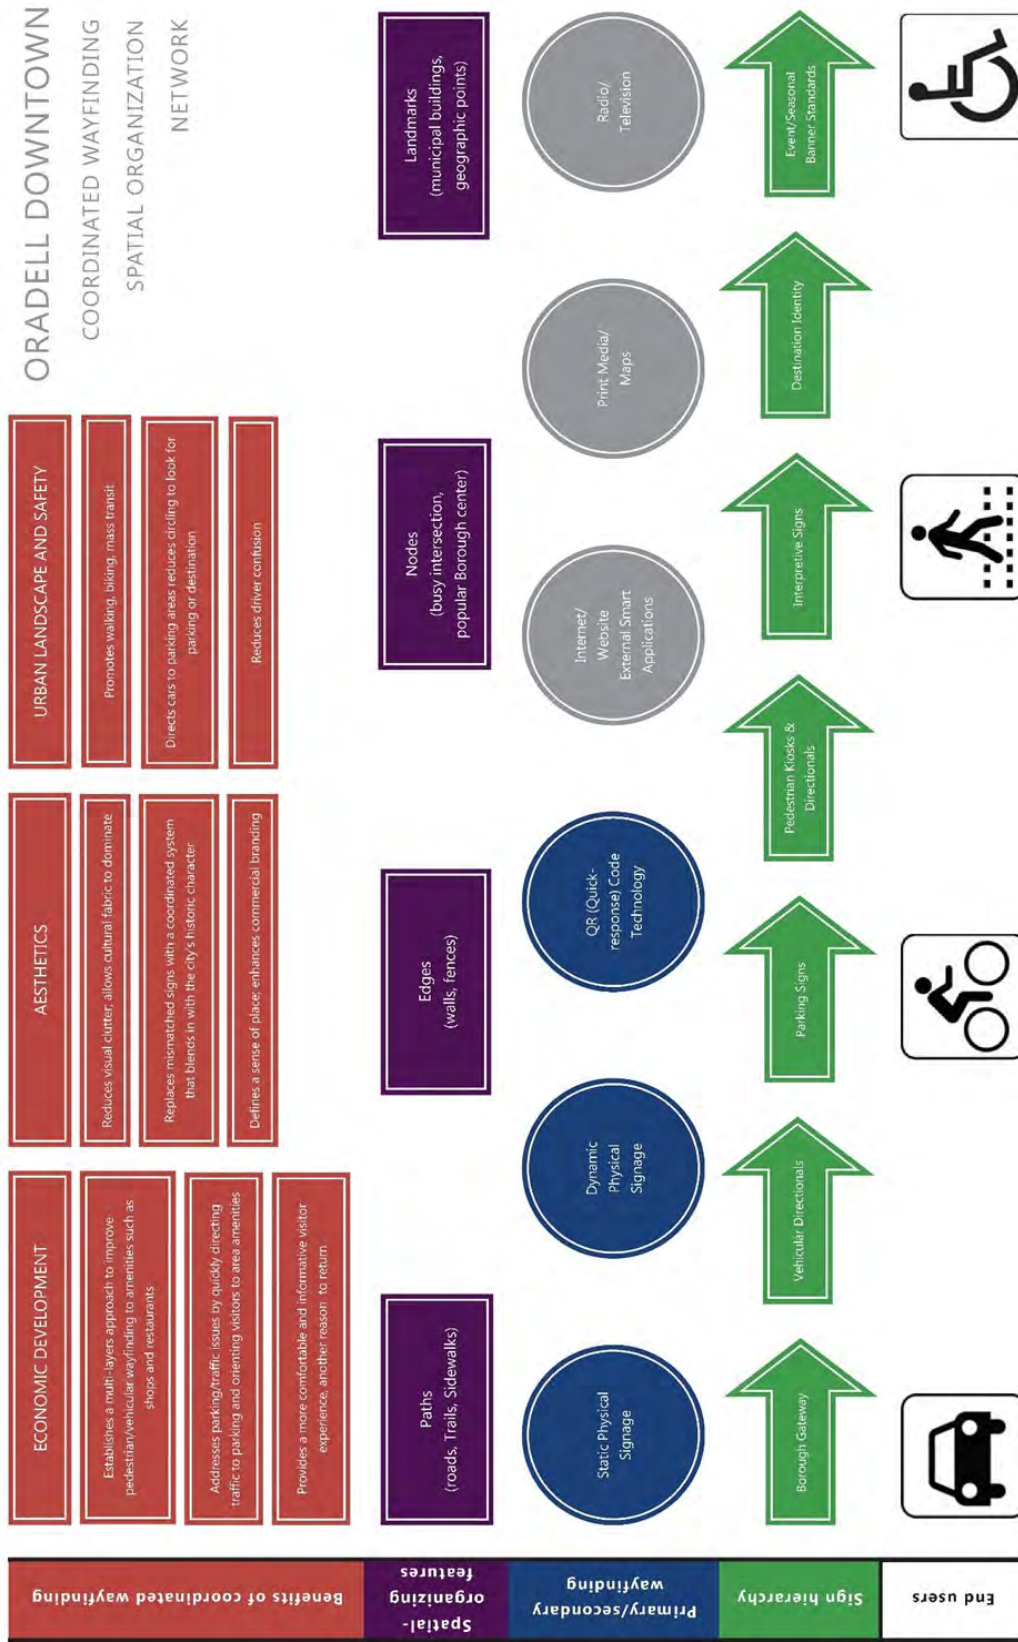 ORADELL DOWNTOWN
COORDINATED WAYFINDING
SPATIAL ORGANIZATION
NETWORK
Benefits of coordinated wayfinding
ECONOMIC DEVELOPMENT
Establishes a multi-layers approach to improve
pedestrian/vehicular wayfinding to amenities such as
shops and restaurants
Addresses parking/traffic issues by quickly directing
traffic to parking and orienting visitors to area amenities
Provides a more comfortable and informative visitor
experience, another reason to return
AESTHETICS
Reduces visual clutter; allows cultural fabric to dominate
Replaces mismatched signs with a coordinated system
that blends in with the city's historic character
Defines a sense of place; enhances commercial branding
URBAN LANDSCAPE AND SAFETY
Promotes walking, biking, mass transit
Directs cars to parking areas reduces circling to look for
parking or destination
Reduces driver confusion
Spatial-
organizing
features
Paths
(roads, Trails, Sidewalks)
Edges
(walls, fences)
Nodes
(busy intersection,
popular Borough center)
Landmarks
(municipal buildings,
geographic points)
Primary/secondary
wayfinding
Static Physical
Signage
Dynamic
Physical
Signage
QR (Quick-
response) Code
Technology
Internet/
Website
External Smart
Applications
Print Media/
Maps
Radio/
Television
Sign hierarchy
Borough Gateway
Vehicular Directionals
Parking Signs
Pedestrian Kiosks &
Directionals
Interpretive Signs
Destination Identity
Event/Seasonal
Banner Standards
End users